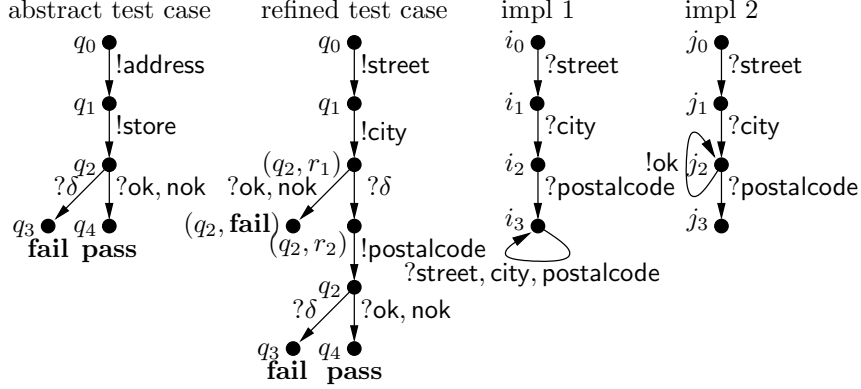 abstract test case refined test case impl 1 impl 2
q0 q0 i0 j0
!address !street ?street ?street
q1 q1 i1 j1
!store !city ?city ?city
q2 (q2, r1) i2 !ok j2
?δ ?ok, nok ?ok, nok ?δ ?postalcode ?postalcode
q3 q4 (q2, fail) i3 j3
fail pass (q2, r2) !postalcode
?street, city, postalcode
q2
?δ ?ok, nok
q3 q4
fail pass